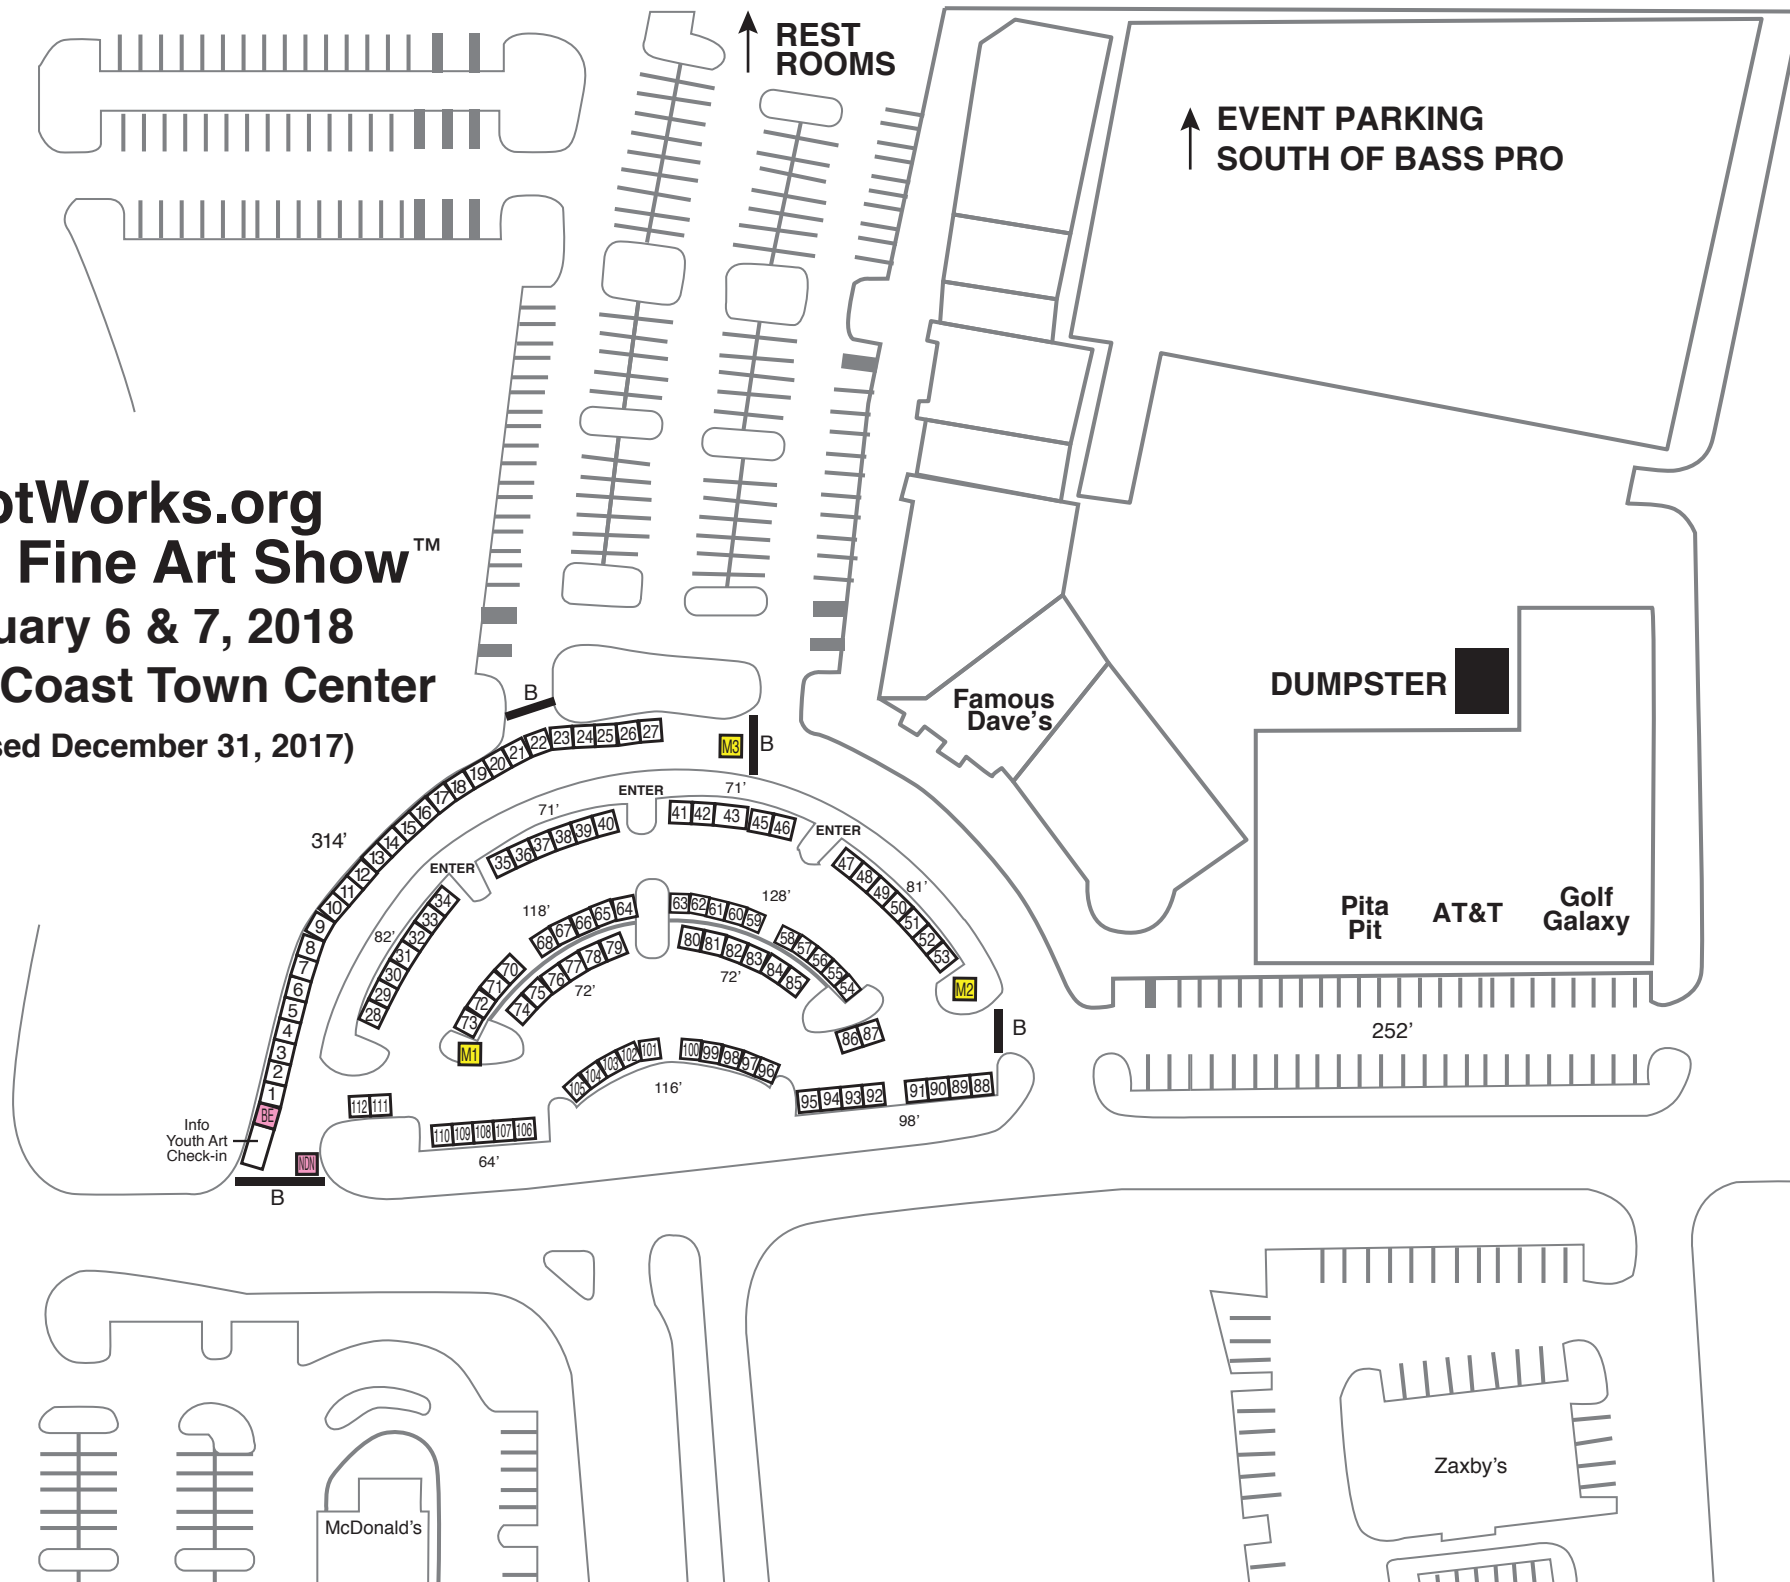 REST
ROOMS
EVENT PARKING
SOUTH OF BASS PRO
otWorks.org
Fine Art Show™
uary 6 & 7, 2018
Coast Town Center
sed December 31, 2017)
DUMPSTER
Famous
Dave's
Pita
Pit
AT&T
Golf
Galaxy
252'
B
22 23 24 25 26 27
M3
B
21
20
19
18
17
16
15
14
13
12
11
10
9
8
7
6
5
4
3
2
1
BE
314'
ENTER
71'
71'
35 36 37 38 39 40
41 42 43 45 46
ENTER
ENTER
47
48
49
50
51
52
53
81'
34
33
32
31
30
29
28
82'
118'
128'
68 67 66 65 64
63 62 61 60 59
58 57 56 55 54
70
71
72
73
74 75 76 77 78 79
72'
80 81 82 83 84 85
72'
M2
B
86 87
M1
105 104 103 102 101
100 99 98 97 96
116'
95 94 93 92
91 90 89 88
98'
112 111
110 109 108 107 106
64'
Info
Youth Art
Check-in
NDN
B
Zaxby's
McDonald's